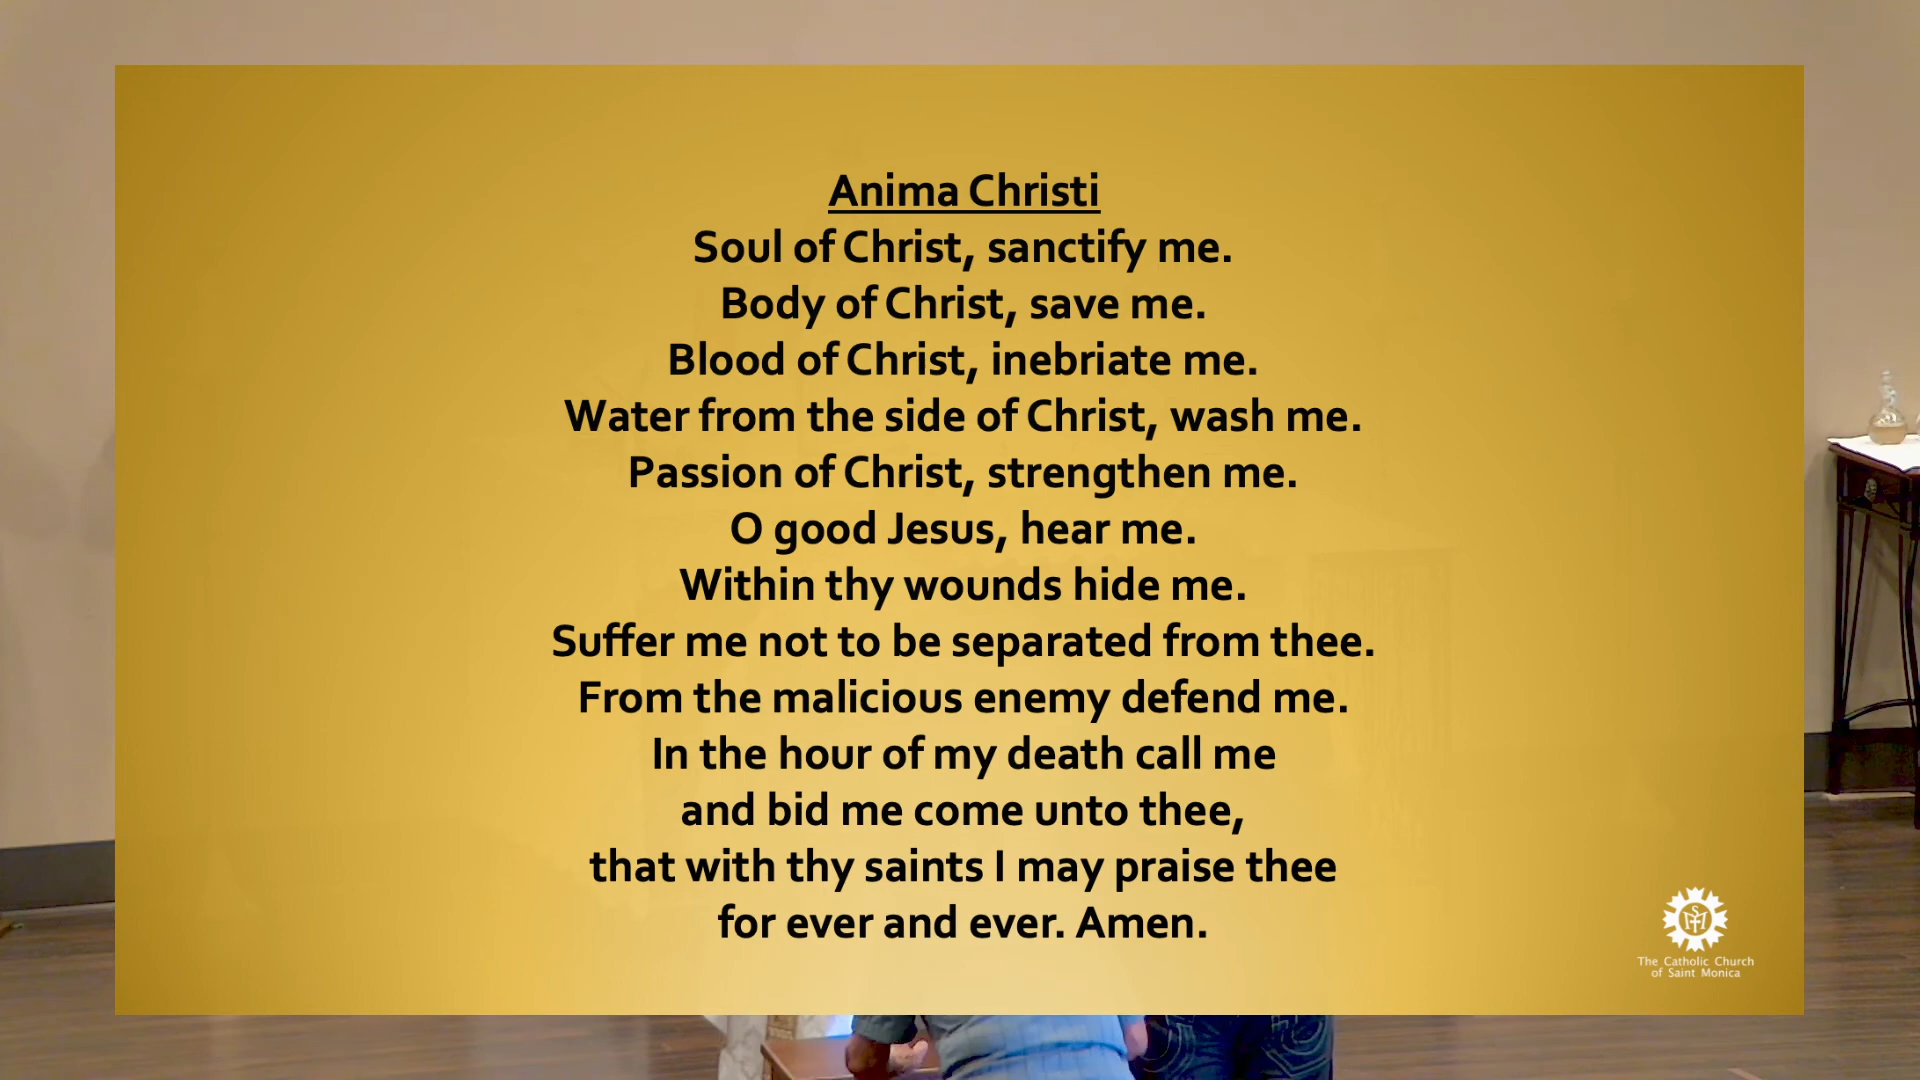 Anima Christi
Soul of Christ, sanctify me.
Body of Christ, save me.
Blood of Christ, inebriate me.
Water from the side of Christ, wash me.
Passion of Christ, strengthen me.
O good Jesus, hear me.
Within thy wounds hide me.
Suffer me not to be separated from thee.
From the malicious enemy defend me.
In the hour of my death call me
and bid me come unto thee,
that with thy saints I may praise thee
for ever and ever. Amen.
The Catholic Church
of Saint Monica